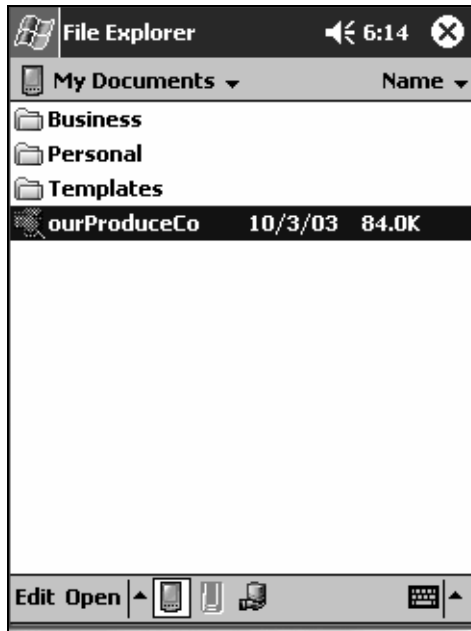 File Explorer 6:14
My Documents Name
Business
Personal
Templates
ourProduceCo 10/3/03 84.0K
Edit Open